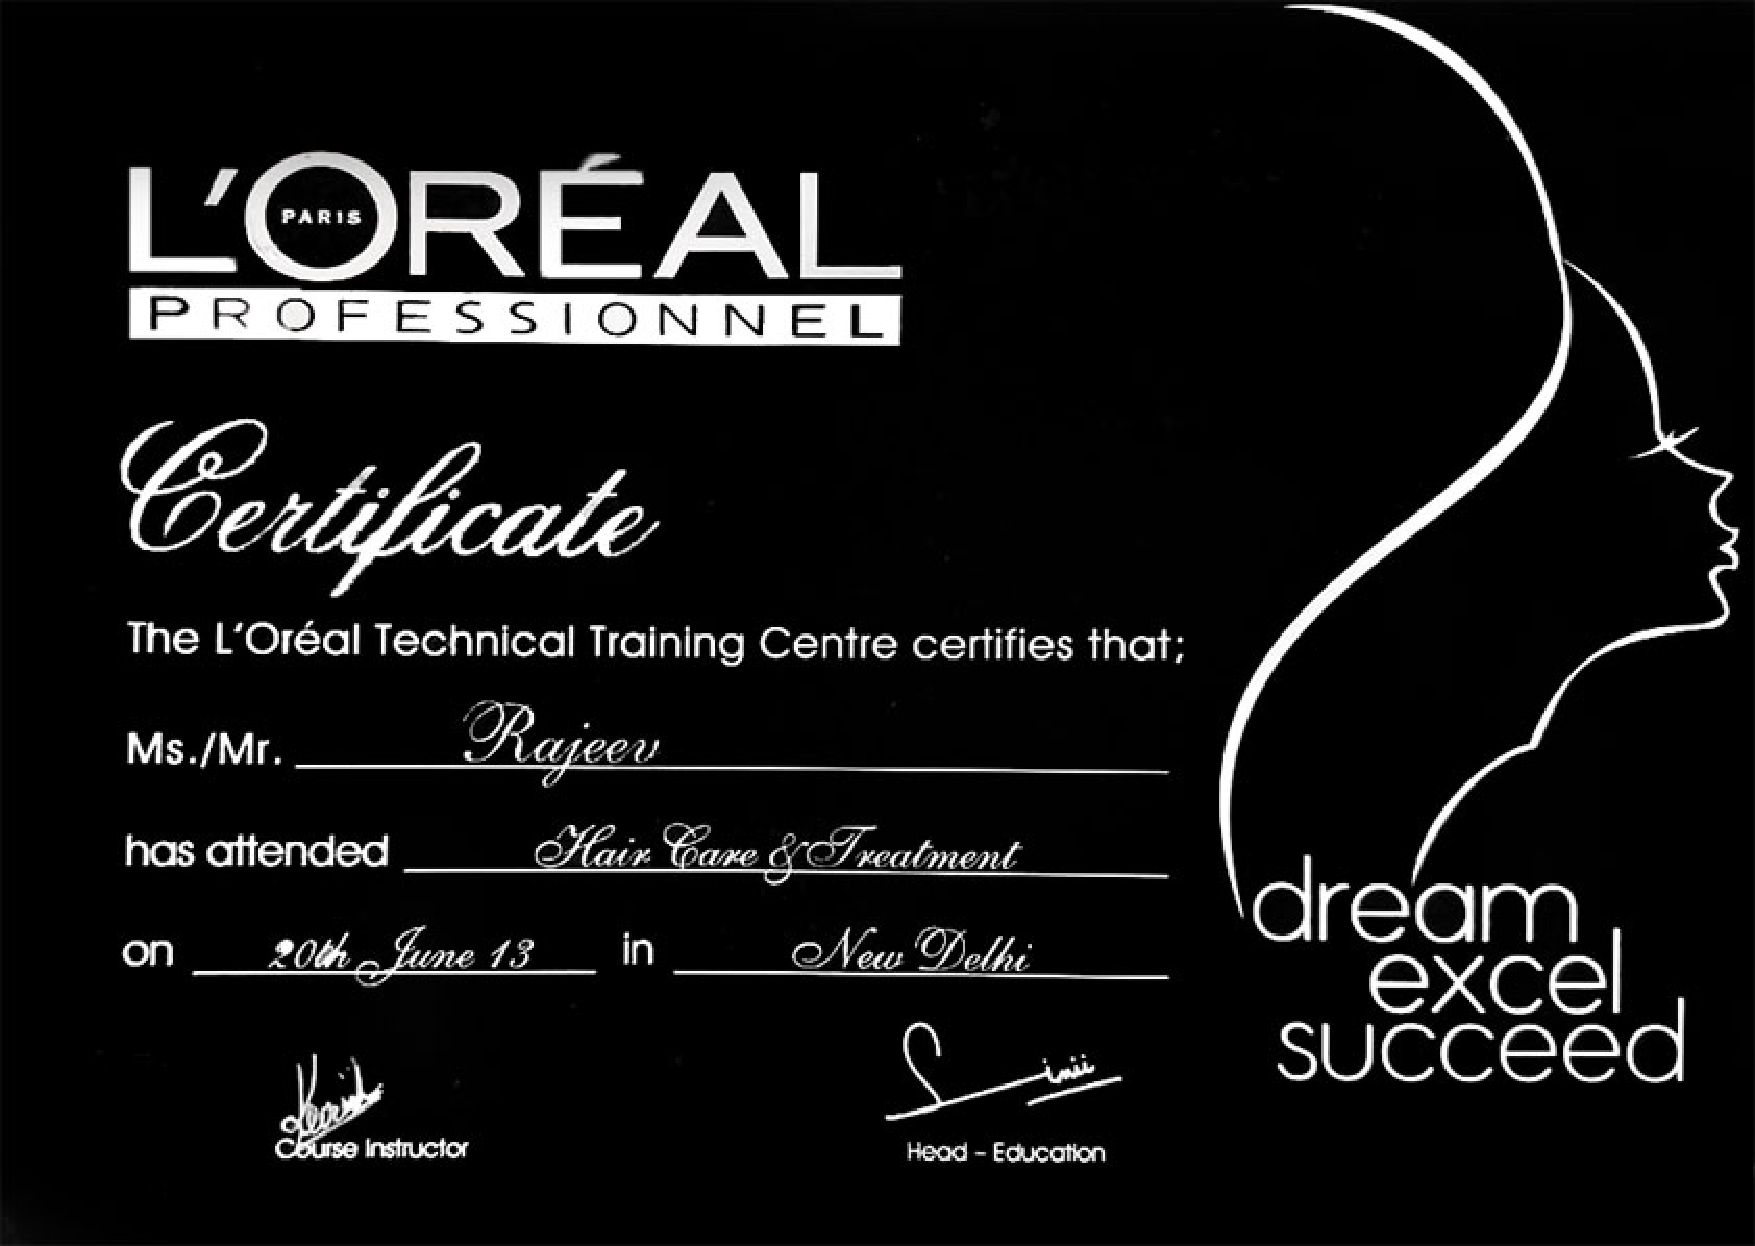 L'ORÉAL
PARIS
PROFESSIONNEL
Certificate
The L'Oréal Technical Training Centre certifies that;
Ms./Mr. Rajeev
has attended Hair Care & Treatment
on 20th June 13 in New Delhi
Course Instructor
Head - Education
dream
excel
succeed